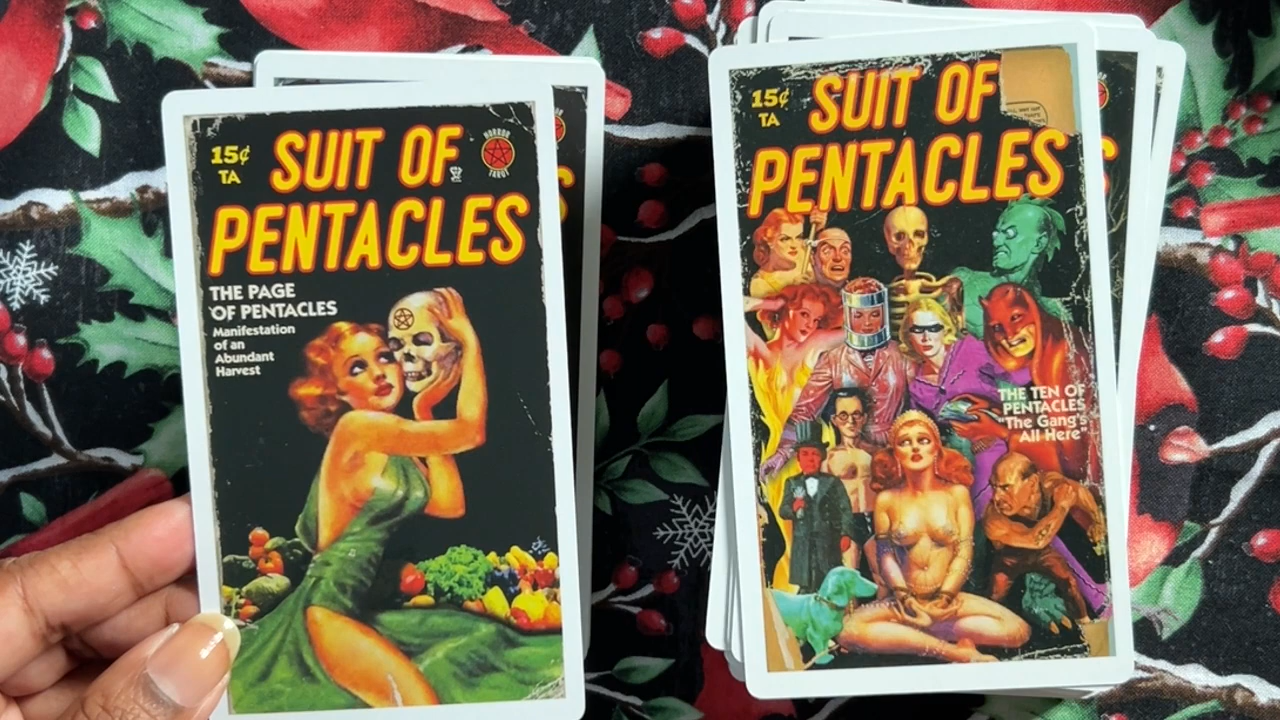 15¢
TA
SUIT OF
PENTACLES
HORROR
TAROT
THE PAGE
OF PENTACLES
Manifestation
of an
Abundant
Harvest
15¢
TA
SUIT OF
PENTACLES
THE TEN OF
PENTACLES
"The Gang's
All Here"